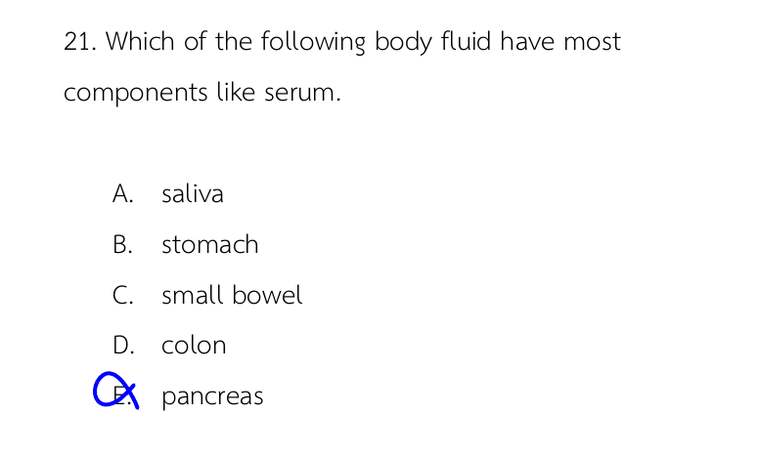 21. Which of the following body fluid have most
components like serum.
A. saliva
B. stomach
C. small bowel
D. colon
E. pancreas